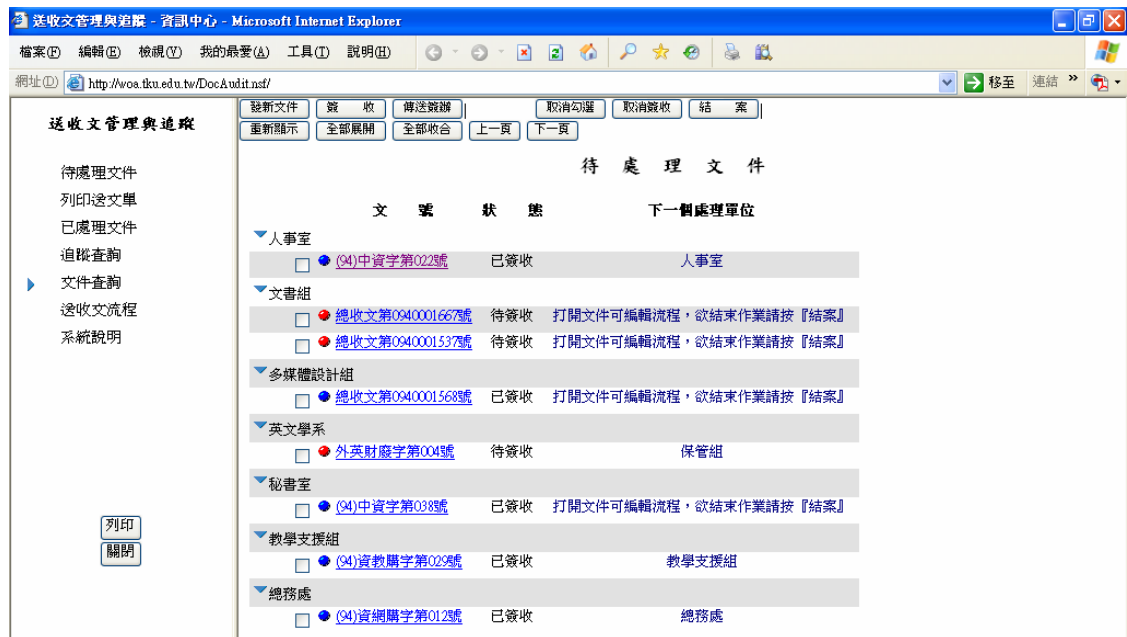 送收文管理與追蹤 - 資訊中心 - Microsoft Internet Explorer
檔案(F) 編輯(E) 檢視(V) 我的最愛(A) 工具(T) 說明(H)
網址(D) http://woa.tku.edu.tw/DocAudit.nsf/ 移至 連結 »
送收文管理與追蹤
待處理文件
列印送文單
已處理文件
追蹤查詢
文件查詢
送收文流程
系統說明
列印
關閉
發新文件 簽 收 傳送簽辦 | 取消勾選 取消簽收 結 案 |
重新顯示 全部展開 全部收合 上一頁 下一頁
待 處 理 文 件
文 號 狀 態 下一個處理單位
人事室
(94)中資字第022號 已簽收 人事室
文書組
總收文第0940001667號 待簽收 打開文件可編輯流程，欲結束作業請按『結案』
總收文第0940001537號 待簽收 打開文件可編輯流程，欲結束作業請按『結案』
多媒體設計組
總收文第0940001568號 已簽收 打開文件可編輯流程，欲結束作業請按『結案』
英文學系
外英財廢字第004號 待簽收 保管組
秘書室
(94)中資字第038號 已簽收 打開文件可編輯流程，欲結束作業請按『結案』
教學支援組
(94)資教購字第029號 已簽收 教學支援組
總務處
(94)資網購字第012號 已簽收 總務處